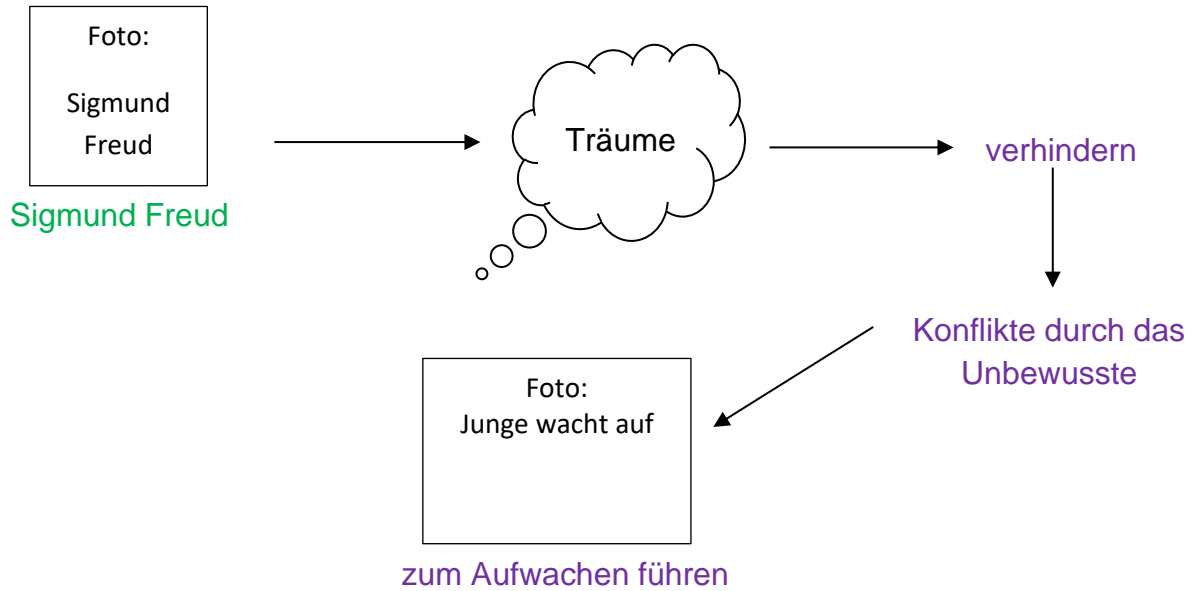 Foto:
Sigmund
Freud
Sigmund Freud
Träume
verhindern
Konflikte durch das
Unbewusste
Foto:
Junge wacht auf
zum Aufwachen führen